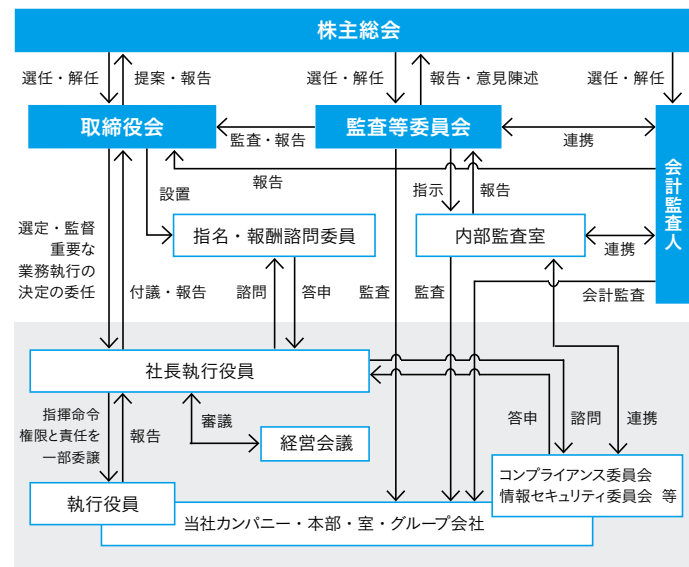 株主総会
選任・解任
提案・報告
選任・解任
報告・意見陳述
選任・解任
取締役会
監査・報告
監査等委員会
連携
会計監査人
報告
設置
指示
報告
選定・監督
重要な
業務執行の
決定の委任
指名・報酬諮問委員
内部監査室
連携
付議・報告
諮問
答申
監査
監査
会計監査
社長執行役員
指揮命令
権限と責任を
一部委譲
報告
審議
経営会議
答申
諮問
連携
コンプライアンス委員会
情報セキュリティ委員会 等
執行役員
当社カンパニー・本部・室・グループ会社